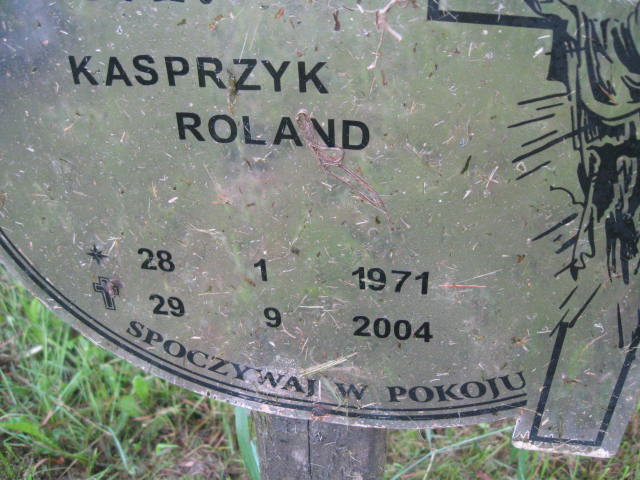 KASPRZYK
ROLAND
28 1 1971
29 9 2004
SPOCZYWAJ W POKOJU